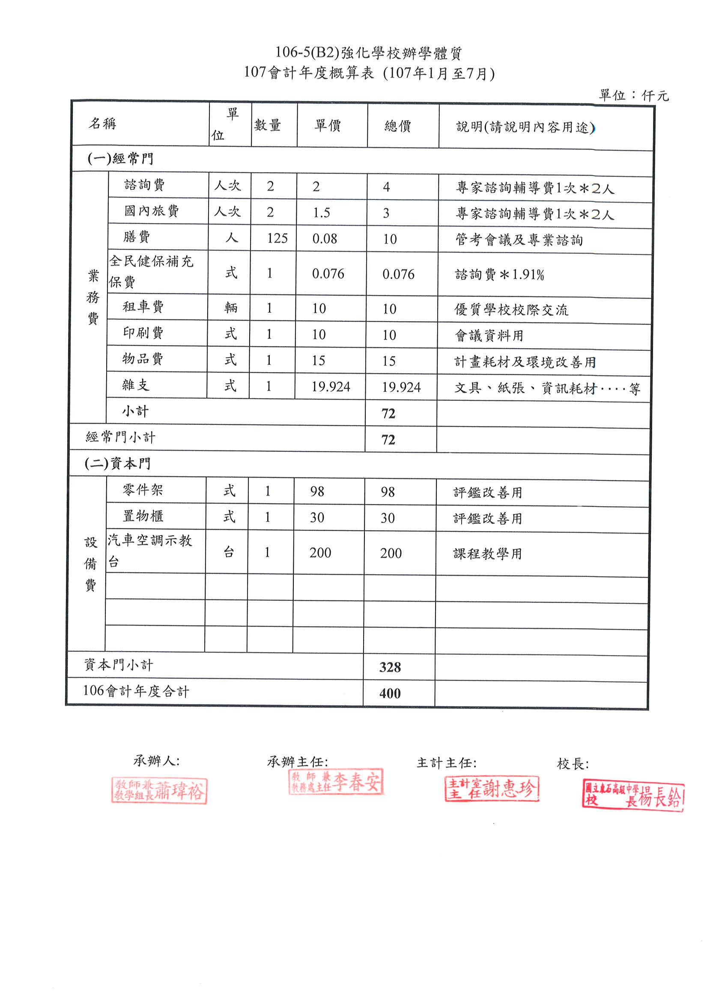 106-5(B2)強化學校辦學體質
107會計年度概算表 (107年1月至7月)
單位：仟元
名稱 單位 數量 單價 總價 說明(請說明內容用途)
(一)經常門
業務費
諮詢費 人次 2 2 4 專家諮詢輔導費1次＊2人
國內旅費 人次 2 1.5 3 專家諮詢輔導費1次＊2人
膳費 人 125 0.08 10 管考會議及專業諮詢
全民健保補充保費 式 1 0.076 0.076 諮詢費＊1.91%
租車費 輛 1 10 10 優質學校校際交流
印刷費 式 1 10 10 會議資料用
物品費 式 1 15 15 計畫耗材及環境改善用
雜支 式 1 19.924 19.924 文具、紙張、資訊耗材‧‧‧‧等
小計 72
經常門小計 72
(二)資本門
設備費
零件架 式 1 98 98 評鑑改善用
置物櫃 式 1 30 30 評鑑改善用
汽車空調示教台 台 1 200 200 課程教學用
資本門小計 328
106會計年度合計 400
承辦人: 承辦主任: 主計主任: 校長:
教師兼教學組長蕭瑋裕
教師兼教務處主任李春安
主計室主任謝惠珍
國立東石高級中學校長楊長鎗